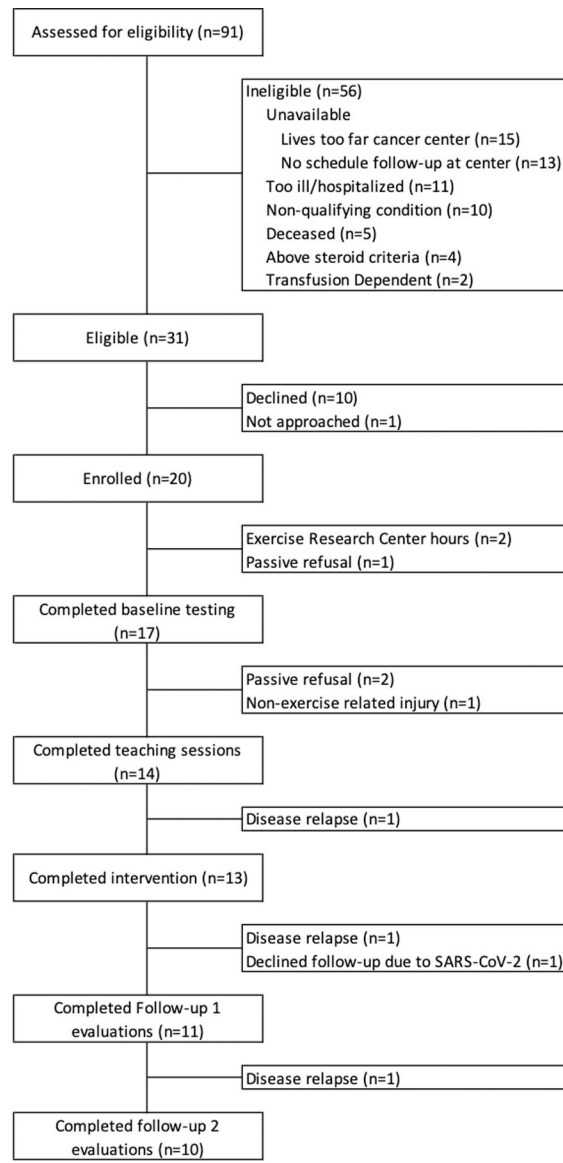 Assessed for eligibility (n=91)
Ineligible (n=56)
Unavailable
Lives too far cancer center (n=15)
No schedule follow-up at center (n=13)
Too ill/hospitalized (n=11)
Non-qualifying condition (n=10)
Deceased (n=5)
Above steroid criteria (n=4)
Transfusion Dependent (n=2)
Eligible (n=31)
Declined (n=10)
Not approached (n=1)
Enrolled (n=20)
Exercise Research Center hours (n=2)
Passive refusal (n=1)
Completed baseline testing
(n=17)
Passive refusal (n=2)
Non-exercise related injury (n=1)
Completed teaching sessions
(n=14)
Disease relapse (n=1)
Completed intervention (n=13)
Disease relapse (n=1)
Declined follow-up due to SARS-CoV-2 (n=1)
Completed Follow-up 1
evaluations (n=11)
Disease relapse (n=1)
Completed follow-up 2
evaluations (n=10)